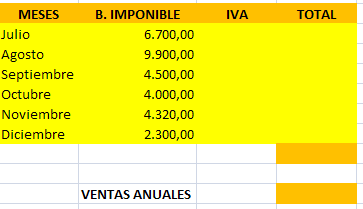 MESES B. IMPONIBLE IVA TOTAL
Julio 6.700,00
Agosto 9.900,00
Septiembre 4.500,00
Octubre 4.000,00
Noviembre 4.320,00
Diciembre 2.300,00
VENTAS ANUALES